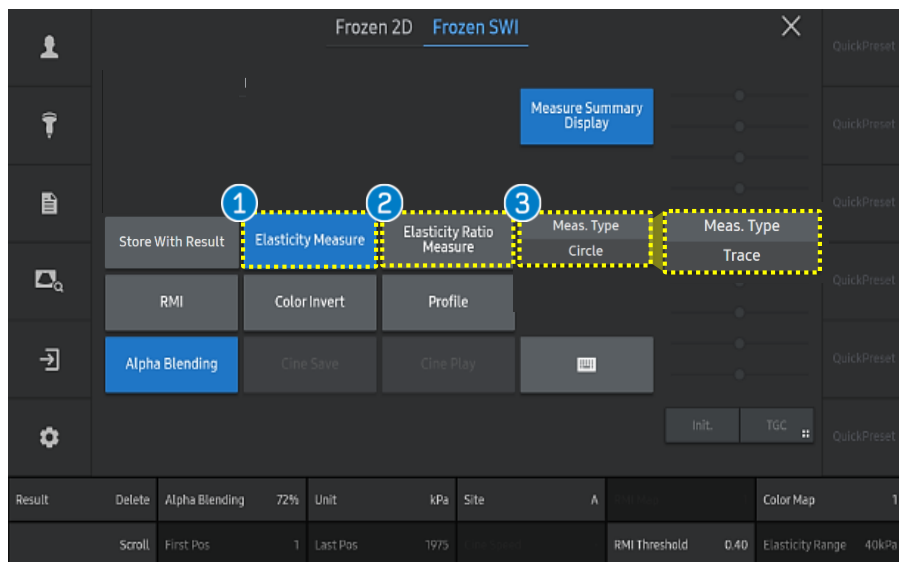 Frozen 2D Frozen SWI
QuickPreset
Measure Summary
Display
QuickPreset
1 2 3
QuickPreset
Store With Result
Elasticity Measure
Elasticity Ratio
Measure
Meas. Type
Circle
Meas. Type
Trace
RMI
Color Invert
Profile
QuickPreset
Alpha Blending
Cine Save
Cine Play
QuickPreset
Init.
TGC
QuickPreset
Result Delete Alpha Blending 72% Unit kPa Site A Color Map 1
Scroll First Pos 1 Last Pos 1975 RMI Threshold 0.40 Elasticity Range 40kPa